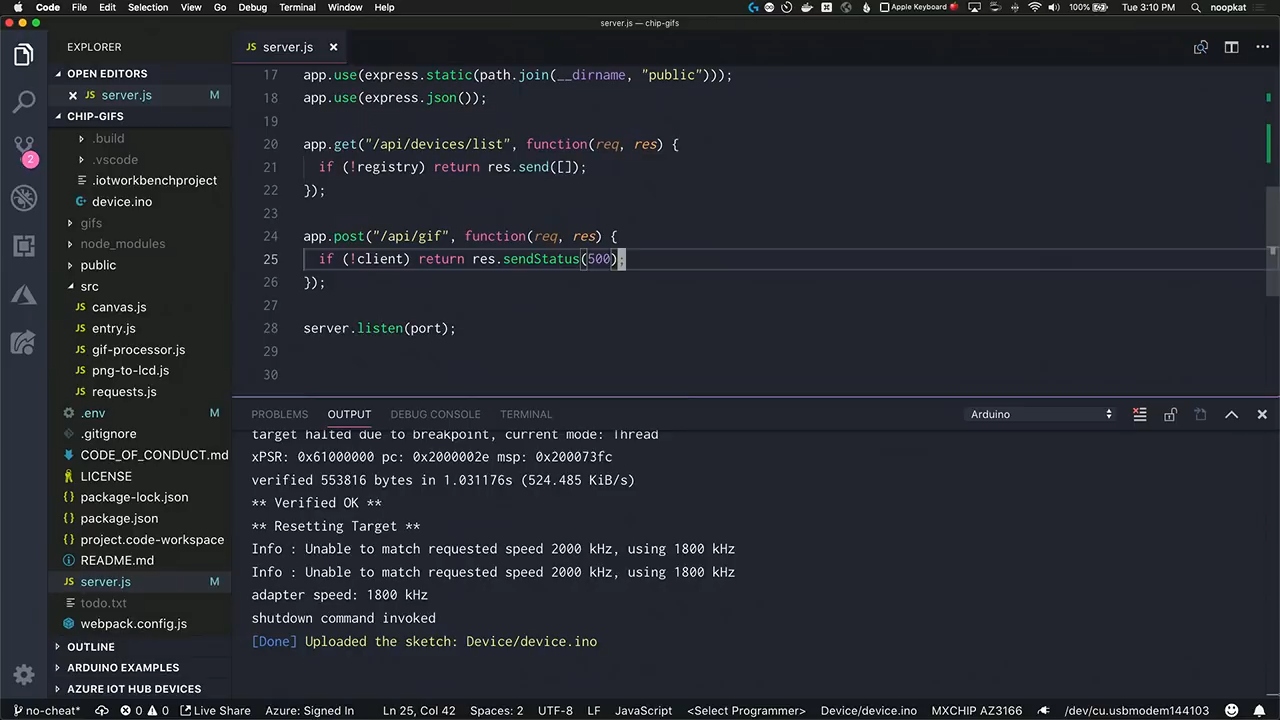 Code File Edit Selection View Go Debug Terminal Window Help Apple Keyboard 100% Tue 3:10 PM noopkat
server.js — chip-gifs
EXPLORER
JS server.js ×
OPEN EDITORS
× JS server.js M
CHIP-GIFS
.build
.vscode
{} .iotworkbenchproject
C++ device.ino
gifs
node_modules
public
src
JS canvas.js
JS entry.js
JS gif-processor.js
JS png-to-lcd.js
JS requests.js
.env M
.gitignore
CODE_OF_CONDUCT.md
LICENSE
{} package-lock.json
{} package.json
{} project.code-workspace
README.md
JS server.js M
todo.txt
webpack.config.js
OUTLINE
ARDUINO EXAMPLES
AZURE IOT HUB DEVICES
2
17 app.use(express.static(path.join(__dirname, "public")));
18 app.use(express.json());
19
20 app.get("/api/devices/list", function(req, res) {
21 if (!registry) return res.send([]);
22 });
23
24 app.post("/api/gif", function(req, res) {
25 if (!client) return res.sendStatus(500);
26 });
27
28 server.listen(port);
29
30
PROBLEMS OUTPUT DEBUG CONSOLE TERMINAL Arduino
target halted due to breakpoint, current mode: Thread
xPSR: 0x61000000 pc: 0x2000002e msp: 0x200073fc
verified 553816 bytes in 1.031176s (524.485 KiB/s)
** Verified OK **
** Resetting Target **
Info : Unable to match requested speed 2000 kHz, using 1800 kHz
Info : Unable to match requested speed 2000 kHz, using 1800 kHz
adapter speed: 1800 kHz
shutdown command invoked
[Done] Uploaded the sketch: Device/device.ino
no-cheat* 0 0 Live Share Azure: Signed In Ln 25, Col 42 Spaces: 2 UTF-8 LF JavaScript <Select Programmer> Device/device.ino MXCHIP AZ3166 /dev/cu.usbmodem144103